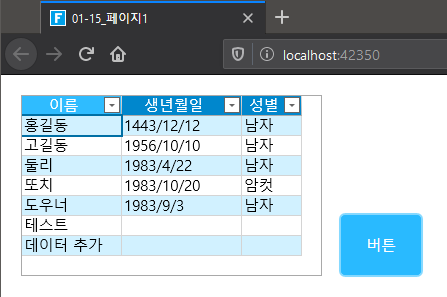 F 01-15_페이지1
localhost:42350
이름 생년월일 성별
홍길동 1443/12/12 남자
고길동 1956/10/10 남자
둘리 1983/4/22 남자
또치 1983/10/20 암컷
도우너 1983/9/3 남자
테스트
데이터 추가
버튼